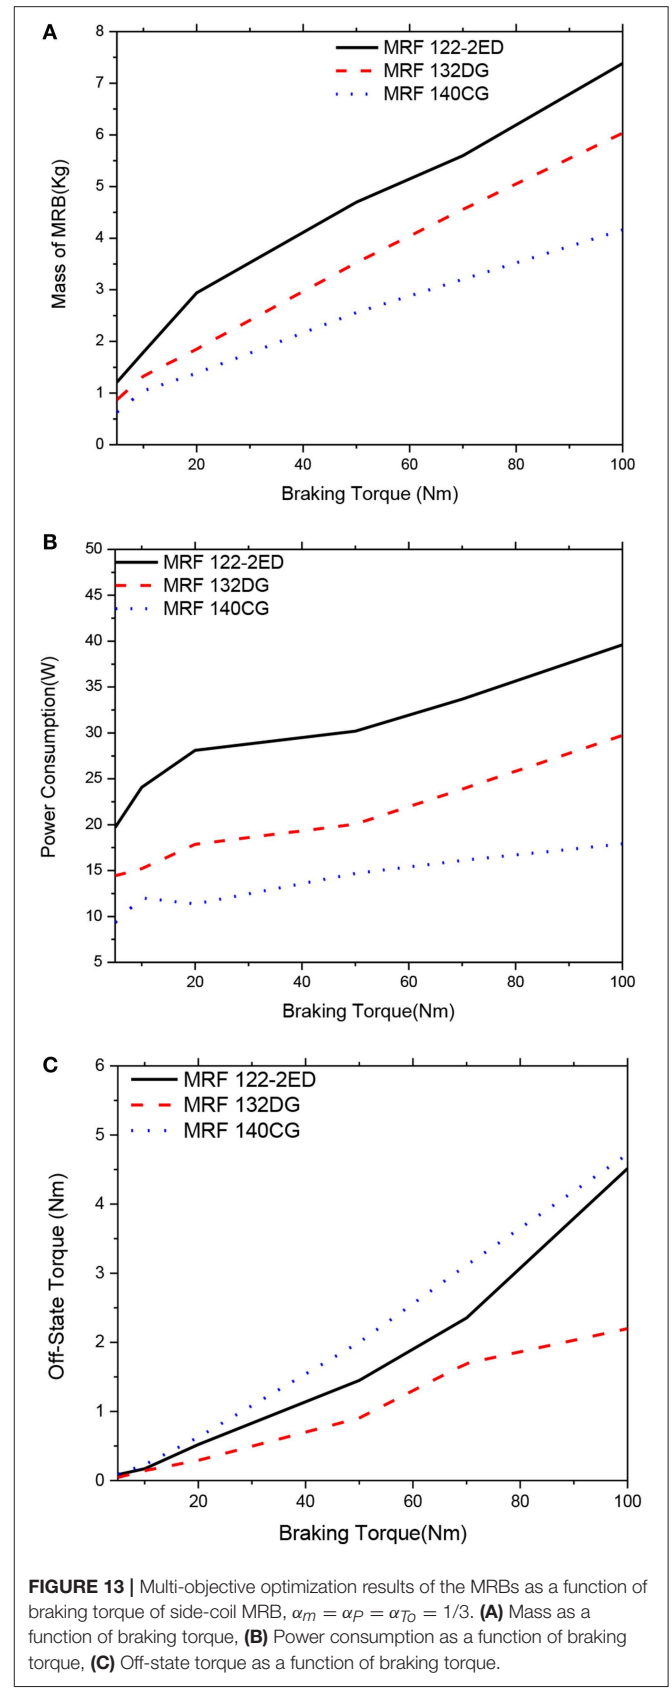 A
8
7
6
5
4
3
2
1
0
Mass of MRB(Kg)
MRF 122-2ED
MRF 132DG
MRF 140CG
20 40 60 80 100
Braking Torque (Nm)
B
50
45
40
35
30
25
20
15
10
5
Power Consumption(W)
MRF 122-2ED
MRF 132DG
MRF 140CG
20 40 60 80 100
Braking Torque(Nm)
C
6
5
4
3
2
1
0
Off-State Torque (Nm)
MRF 122-2ED
MRF 132DG
MRF 140CG
20 40 60 80 100
Braking Torque(Nm)
FIGURE 13 | Multi-objective optimization results of the MRBs as a function of
braking torque of side-coil MRB, αm = αP = αTo = 1/3. (A) Mass as a
function of braking torque, (B) Power consumption as a function of braking
torque, (C) Off-state torque as a function of braking torque.